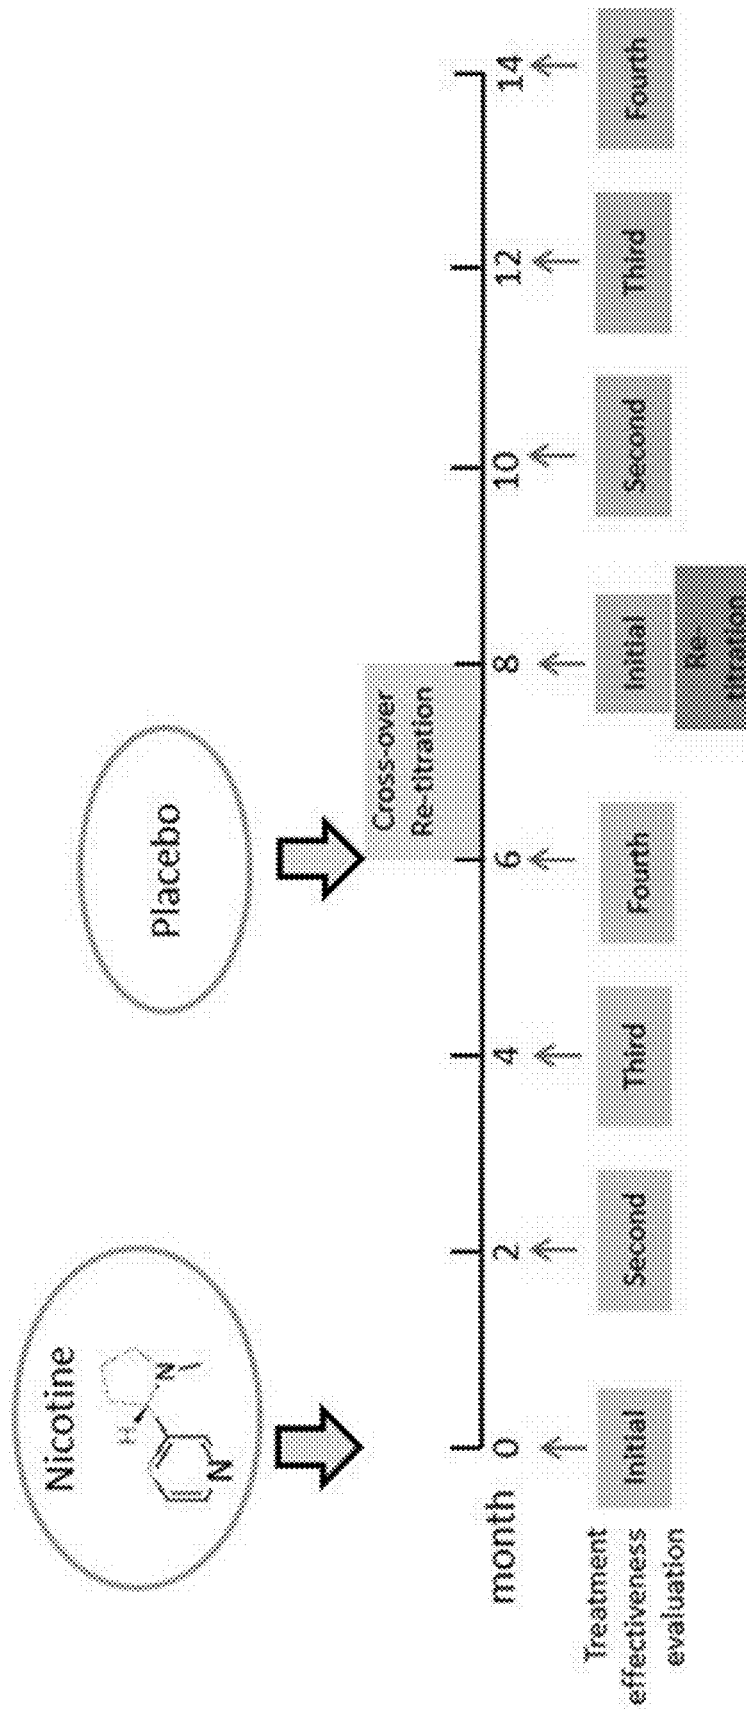 Nicotine
H
N
N
Placebo
Cross-over
Re-titration
month
0
2
4
6
8
10
12
14
Treatment
effectiveness
evaluation
Initial
Second
Third
Fourth
Initial
Second
Third
Fourth
Re-
titration